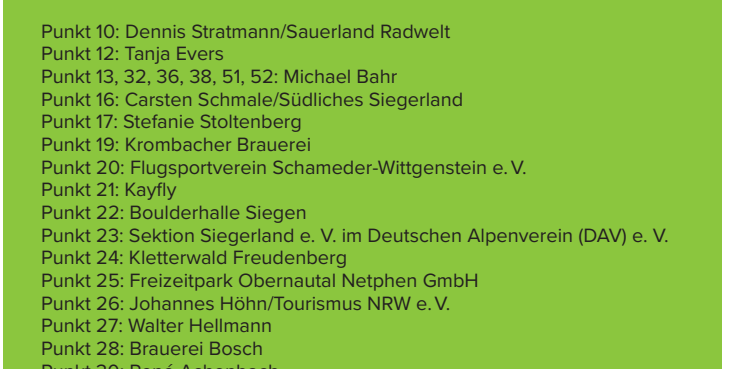 Punkt 10: Dennis Stratmann/Sauerland Radwelt
Punkt 12: Tanja Evers
Punkt 13, 32, 36, 38, 51, 52: Michael Bahr
Punkt 16: Carsten Schmale/Südliches Siegerland
Punkt 17: Stefanie Stoltenberg
Punkt 19: Krombacher Brauerei
Punkt 20: Flugsportverein Schameder-Wittgenstein e. V.
Punkt 21: Kayfly
Punkt 22: Boulderhalle Siegen
Punkt 23: Sektion Siegerland e. V. im Deutschen Alpenverein (DAV) e. V.
Punkt 24: Kletterwald Freudenberg
Punkt 25: Freizeitpark Obernautal Netphen GmbH
Punkt 26: Johannes Höhn/Tourismus NRW e. V.
Punkt 27: Walter Hellmann
Punkt 28: Brauerei Bosch